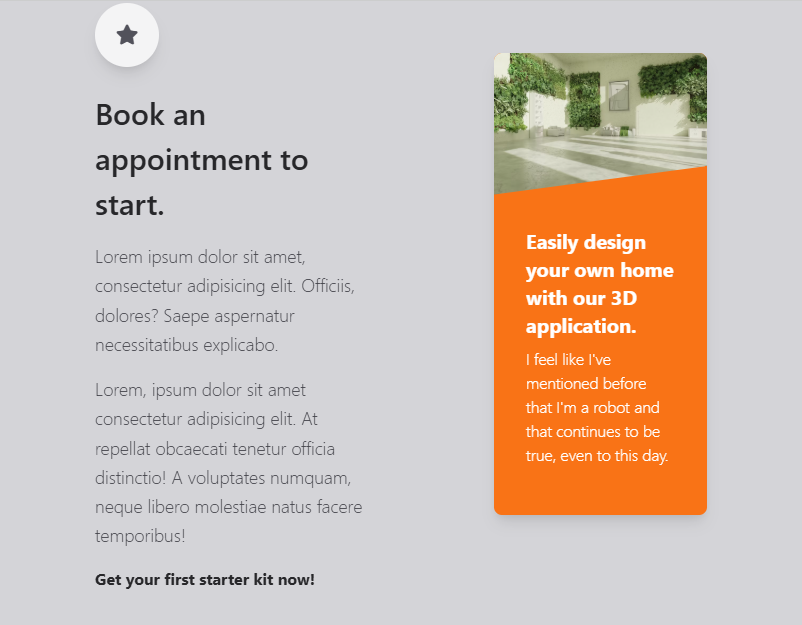 Book an
appointment to
start.
Lorem ipsum dolor sit amet,
consectetur adipisicing elit. Officiis,
dolores? Saepe aspernatur
necessitatibus explicabo.
Lorem, ipsum dolor sit amet
consectetur adipisicing elit. At
repellat obcaecati tenetur officia
distinctio! A voluptates numquam,
neque libero molestiae natus facere
temporibus!
Get your first starter kit now!
Easily design
your own home
with our 3D
application.
I feel like I've
mentioned before
that I'm a robot and
that continues to be
true, even to this day.